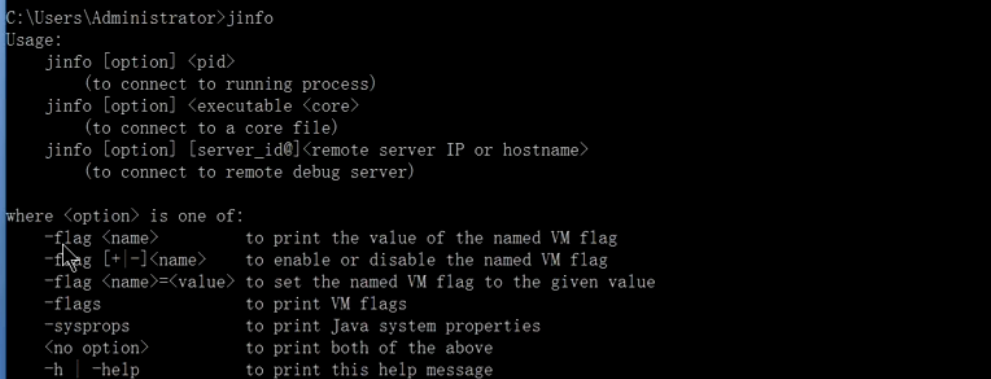 C:\Users\Administrator>jinfo
Usage:
    jinfo [option] <pid>
        (to connect to running process)
    jinfo [option] <executable <core>
        (to connect to a core file)
    jinfo [option] [server_id@]<remote server IP or hostname>
        (to connect to remote debug server)

where <option> is one of:
    -flag <name>         to print the value of the named VM flag
    -flag [+|-]<name>    to enable or disable the named VM flag
    -flag <name>=<value> to set the named VM flag to the given value
    -flags               to print VM flags
    -sysprops            to print Java system properties
    <no option>          to print both of the above
    -h | -help           to print this help message